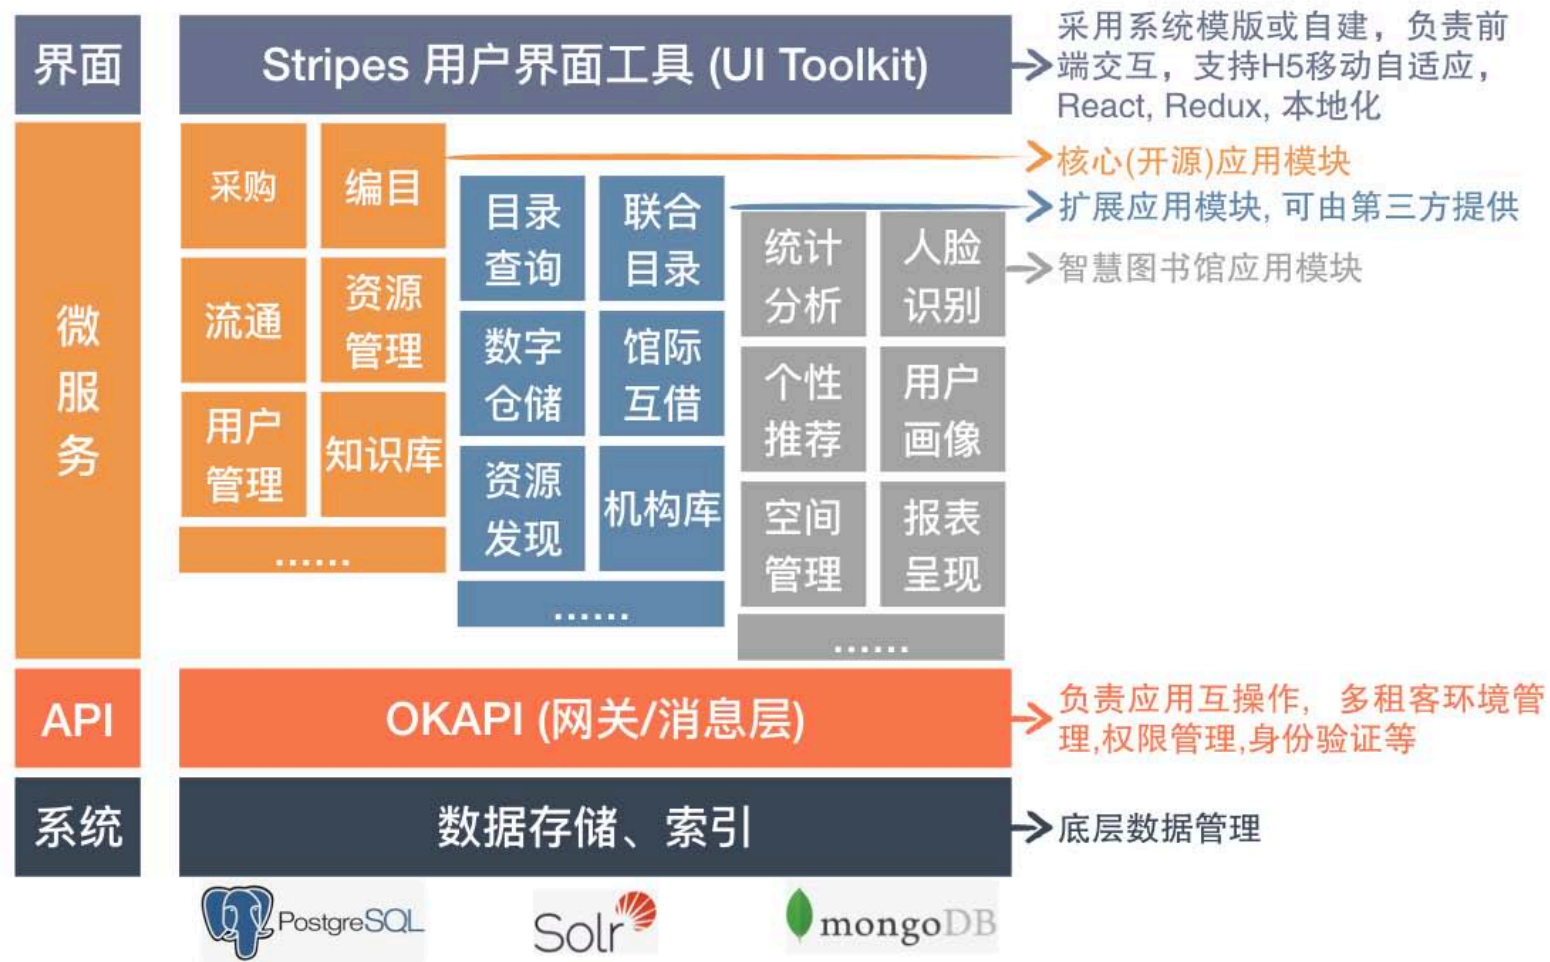 界面
Stripes 用户界面工具 (UI Toolkit)
采用系统模版或自建，负责前
端交互，支持H5移动自适应，
React, Redux, 本地化
微
服
务
采购
编目
流通
资源
管理
用户
管理
知识库
......
核心(开源)应用模块
目录
查询
联合
目录
数字
仓储
馆际
互借
资源
发现
机构库
......
扩展应用模块, 可由第三方提供
统计
分析
人脸
识别
个性
推荐
用户
画像
空间
管理
报表
呈现
......
智慧图书馆应用模块
API
OKAPI (网关/消息层)
负责应用互操作，多租客环境管
理,权限管理,身份验证等
系统
数据存储、索引
底层数据管理
PostgreSQL
Solr
mongoDB